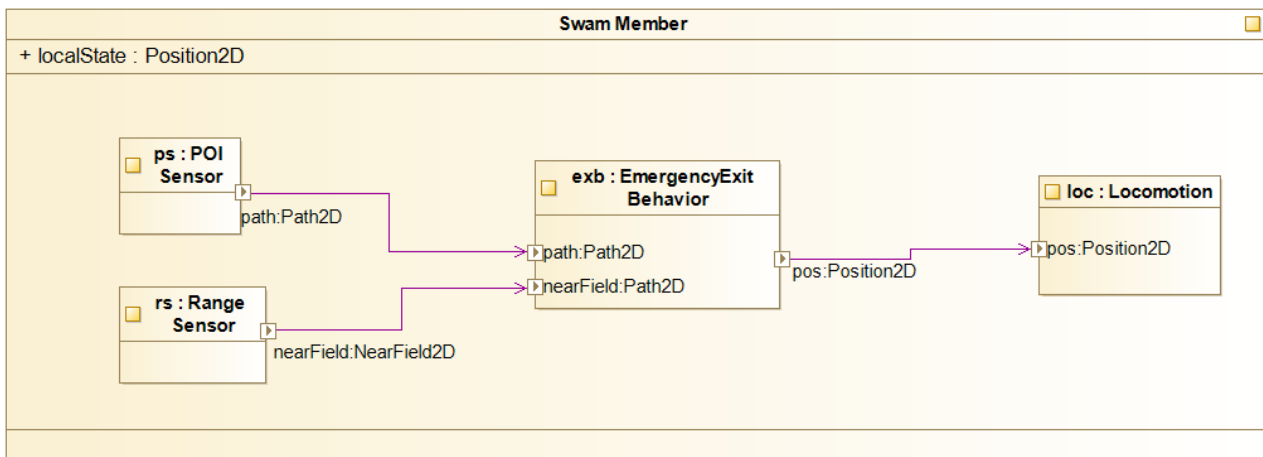 Swam Member
+ localState : Position2D
ps : POI
Sensor
path:Path2D
rs : Range
Sensor
nearField:NearField2D
exb : EmergencyExit
Behavior
path:Path2D
nearField:Path2D
pos:Position2D
loc : Locomotion
pos:Position2D